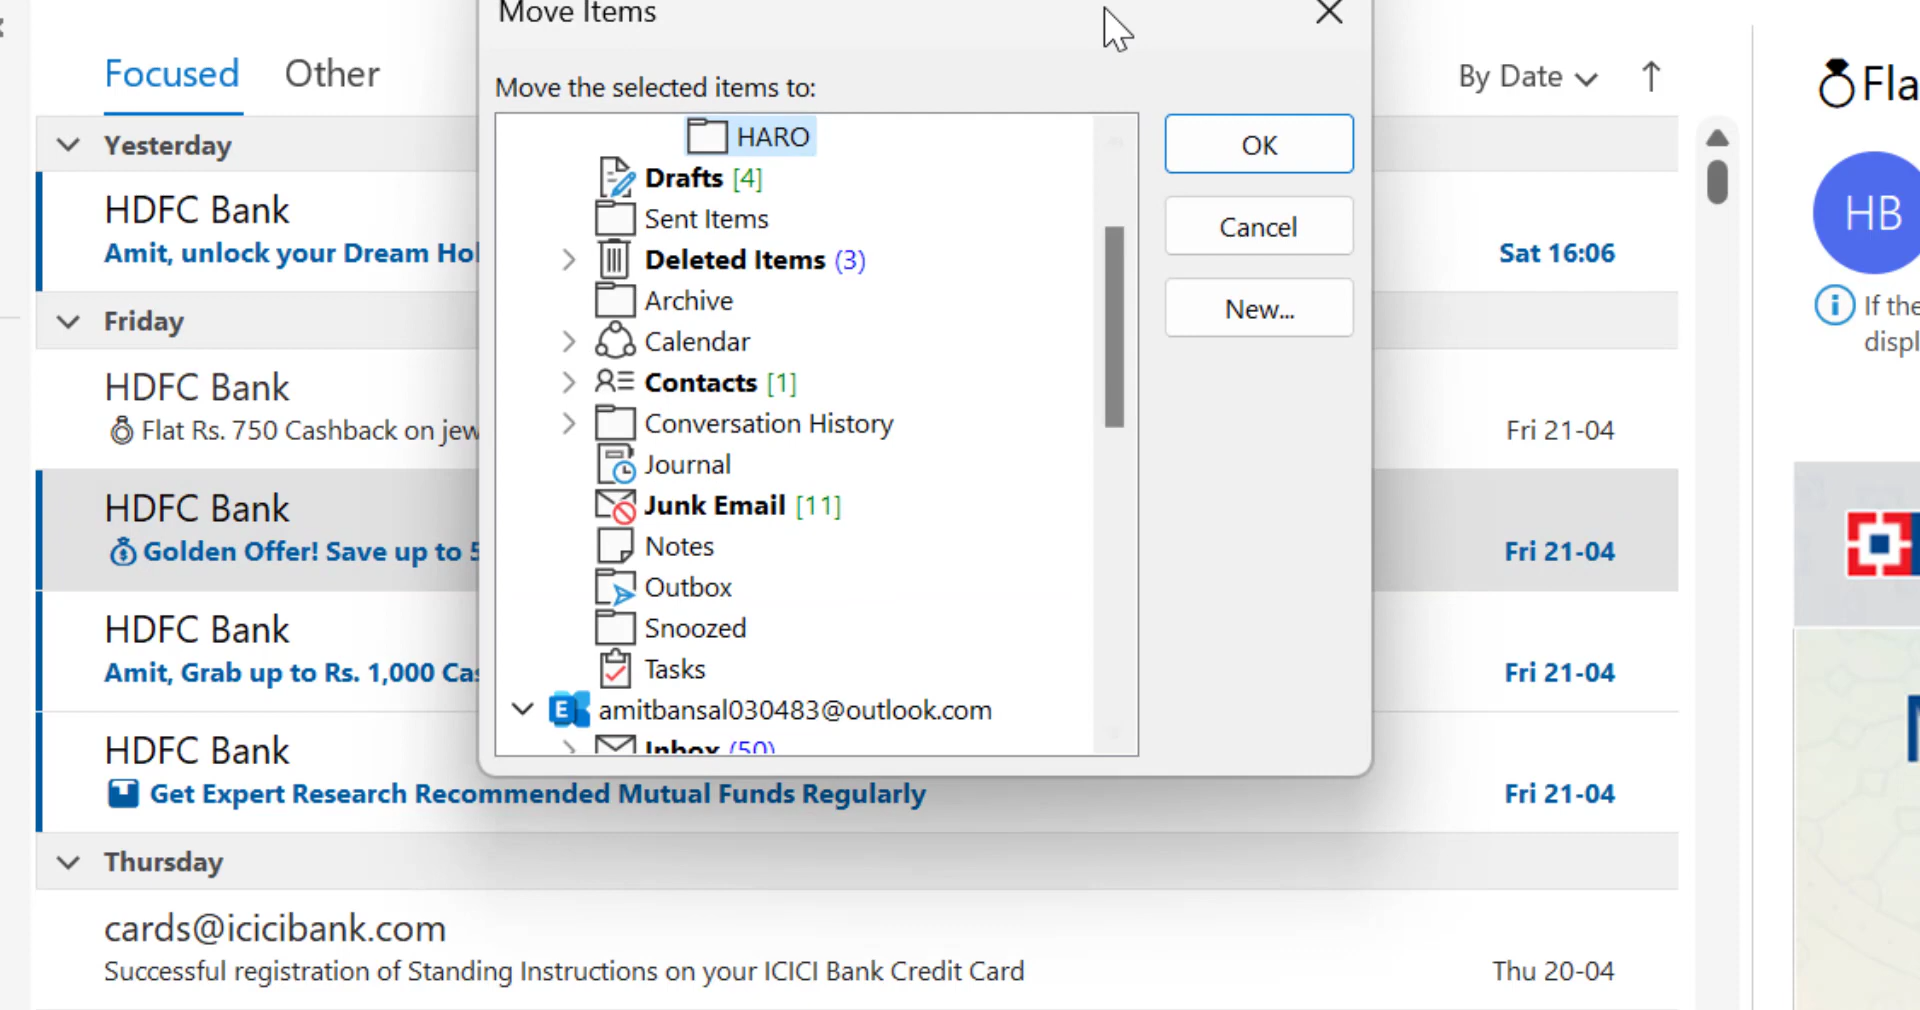 Move Items
Focused Other
Move the selected items to:
By Date
Fla
HARO
OK
Yesterday
Drafts [4]
HDFC Bank
Sent Items
HB
Cancel
Amit, unlock your Dream Ho
Deleted Items (3)
Sat 16:06
Archive
New...
If the
Friday
Calendar
displ
HDFC Bank
Contacts [1]
Flat Rs. 750 Cashback on jew
Conversation History
Fri 21-04
Journal
HDFC Bank
Junk Email [11]
Golden Offer! Save up to 5
Notes
Fri 21-04
Outbox
HDFC Bank
Snoozed
Amit, Grab up to Rs. 1,000 Cas
Tasks
Fri 21-04
amitbansal030483@outlook.com
HDFC Bank
Inbox (50)
Get Expert Research Recommended Mutual Funds Regularly
Fri 21-04
Thursday
cards@icicibank.com
Successful registration of Standing Instructions on your ICICI Bank Credit Card
Thu 20-04